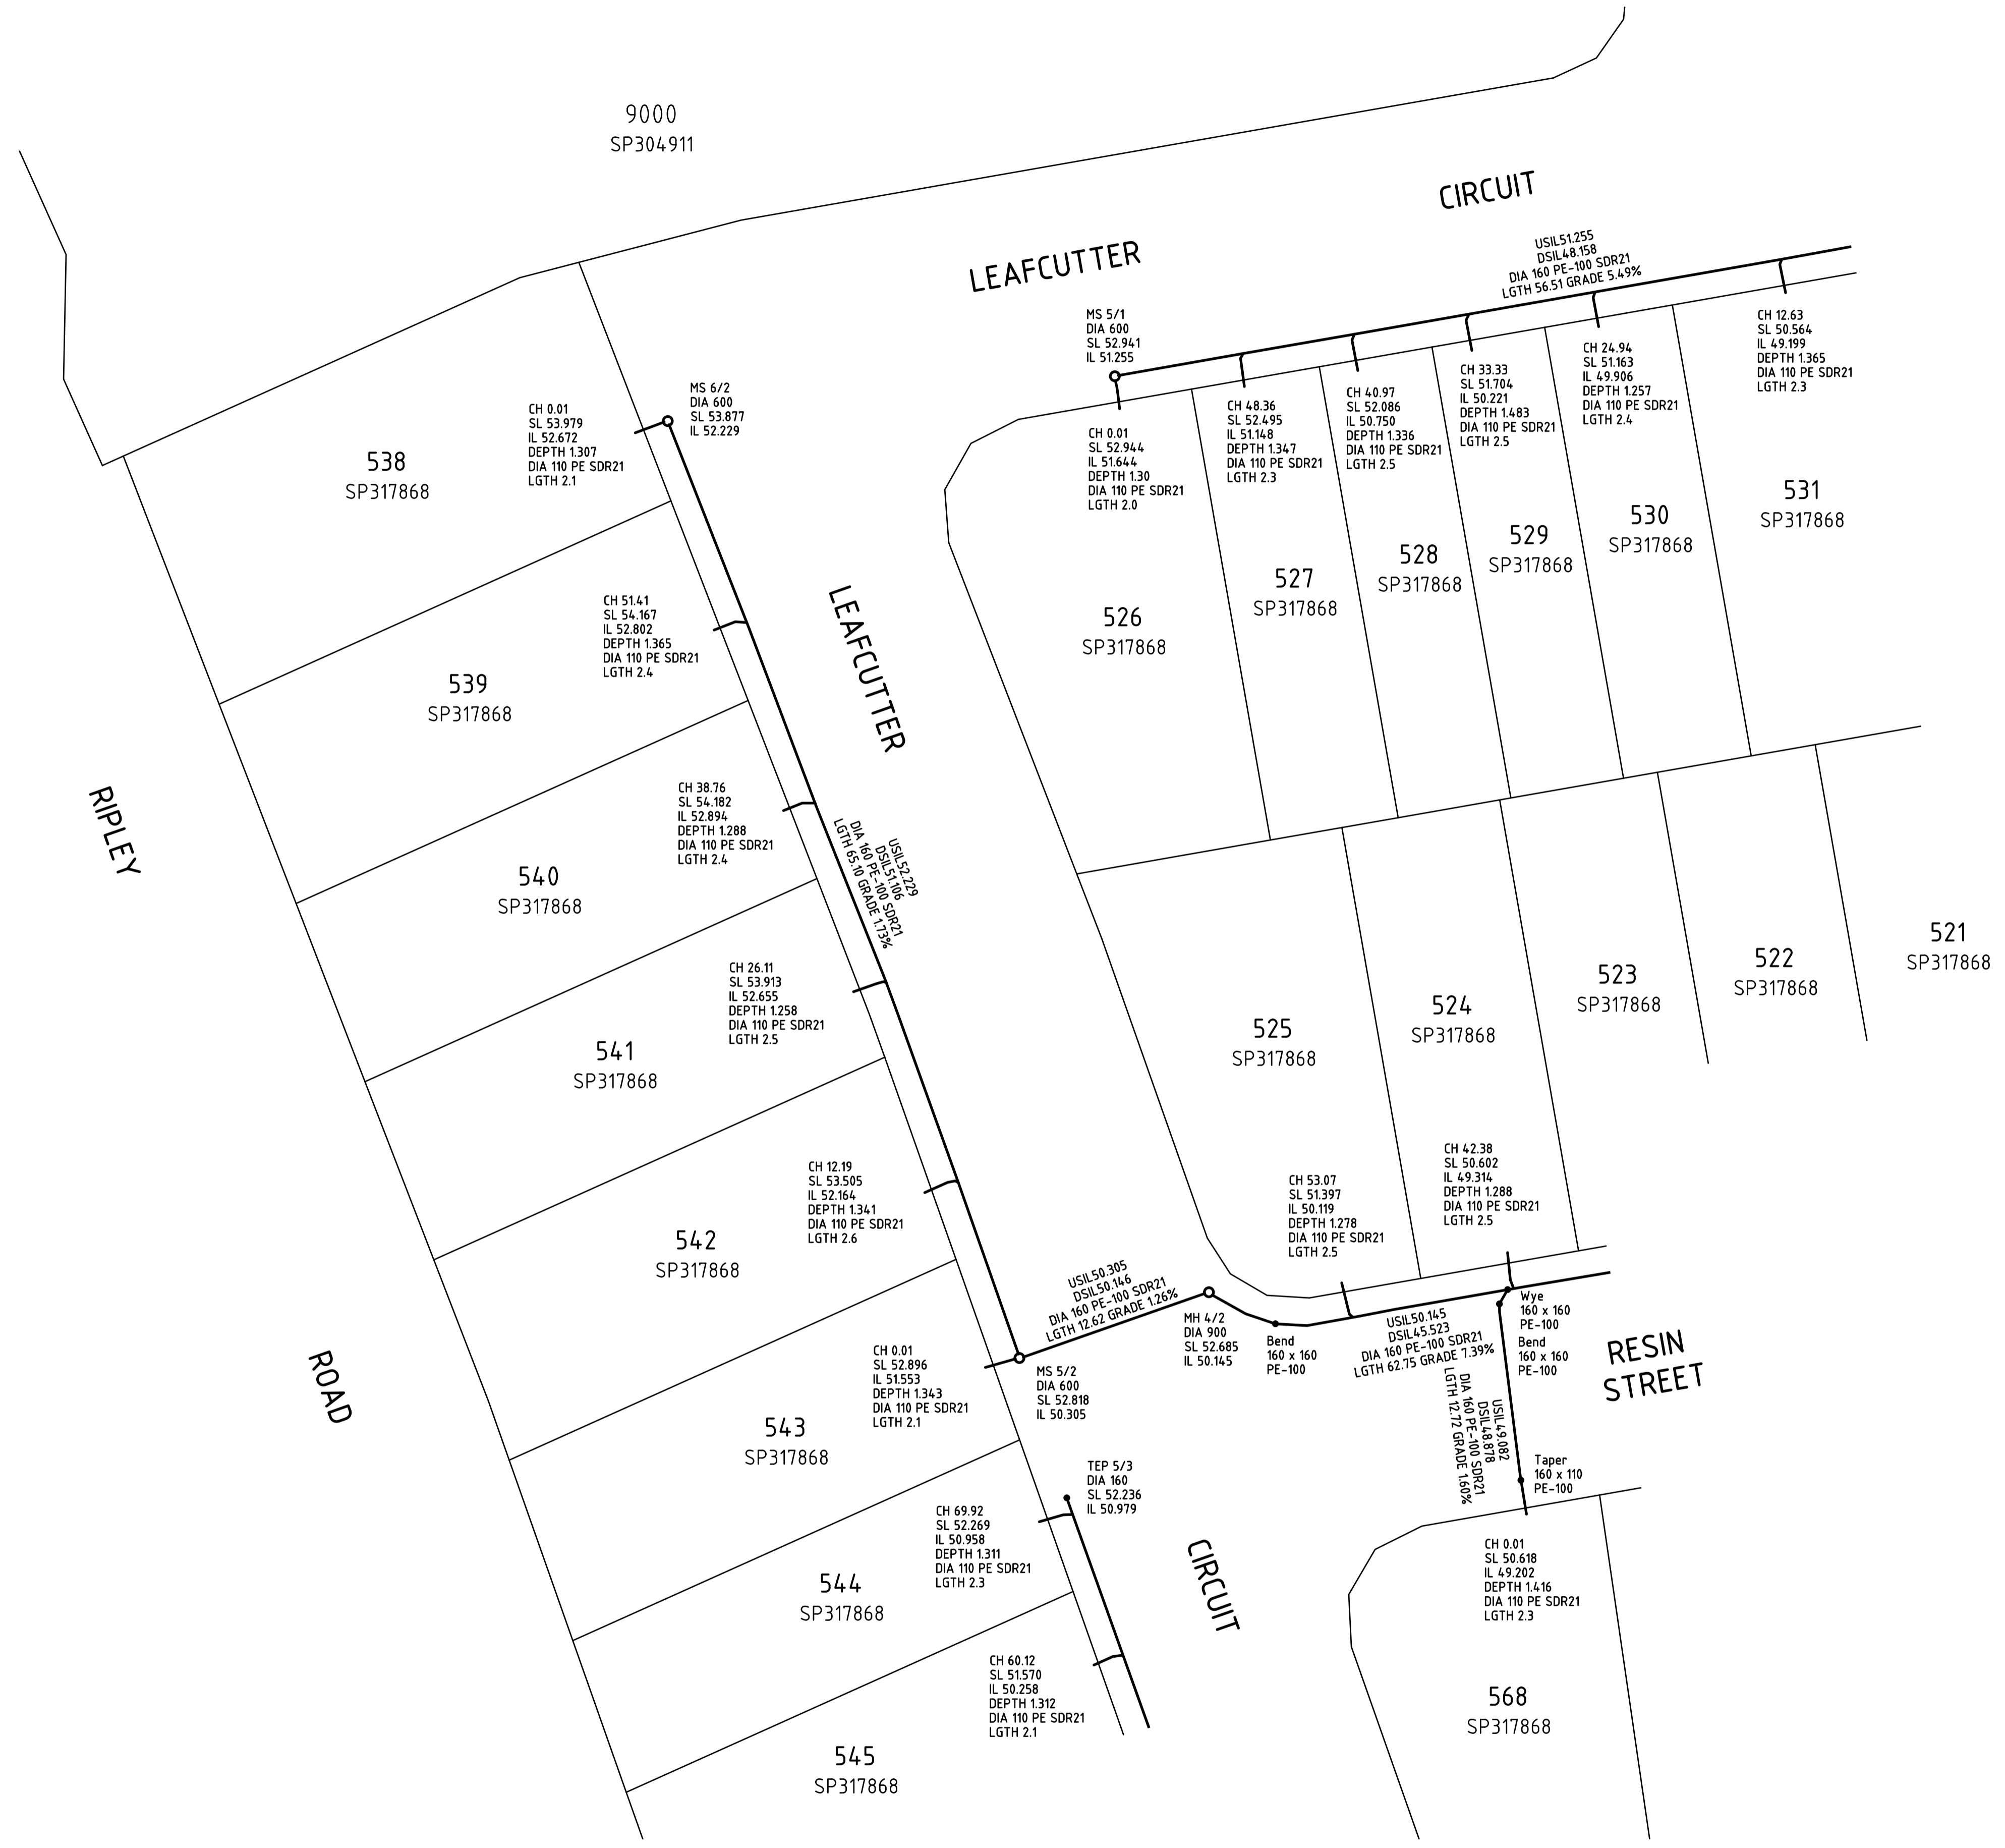 9000
SP304911
CIRCUIT
LEAFCUTTER
USIL51.255
DSIL48.158
DIA 160 PE-100 SDR21
LGTH 56.51 GRADE 5.49%
MS 5/1
DIA 600
SL 52.941
IL 51.255
CH 12.63
SL 50.564
IL 49.199
DEPTH 1.365
DIA 110 PE SDR21
LGTH 2.3
CH 24.94
SL 51.163
IL 49.906
DEPTH 1.257
DIA 110 PE SDR21
LGTH 2.4
CH 33.33
SL 51.704
IL 50.221
DEPTH 1.483
DIA 110 PE SDR21
LGTH 2.5
CH 40.97
SL 52.086
IL 50.750
DEPTH 1.336
DIA 110 PE SDR21
LGTH 2.5
CH 48.36
SL 52.495
IL 51.148
DEPTH 1.347
DIA 110 PE SDR21
LGTH 2.3
CH 0.01
SL 52.944
IL 51.644
DEPTH 1.30
DIA 110 PE SDR21
LGTH 2.0
MS 6/2
DIA 600
SL 53.877
IL 52.229
CH 0.01
SL 53.979
IL 52.672
DEPTH 1.307
DIA 110 PE SDR21
LGTH 2.1
538
SP317868
531
SP317868
530
SP317868
529
SP317868
528
SP317868
527
SP317868
526
SP317868
CH 51.41
SL 54.167
IL 52.802
DEPTH 1.365
DIA 110 PE SDR21
LGTH 2.4
LEAFCUTTER
539
SP317868
CH 38.76
SL 54.182
IL 52.894
DEPTH 1.288
DIA 110 PE SDR21
LGTH 2.4
RIPLEY
USIL52.229
DSIL51.106
DIA 160 PE-100 SDR21
LGTH 65.10 GRADE 1.73%
540
SP317868
521
SP317868
522
SP317868
523
SP317868
524
SP317868
525
SP317868
CH 26.11
SL 53.913
IL 52.655
DEPTH 1.258
DIA 110 PE SDR21
LGTH 2.5
541
SP317868
CH 12.19
SL 53.505
IL 52.164
DEPTH 1.341
DIA 110 PE SDR21
LGTH 2.6
542
SP317868
CH 42.38
SL 50.602
IL 49.314
DEPTH 1.288
DIA 110 PE SDR21
LGTH 2.5
CH 53.07
SL 51.397
IL 50.119
DEPTH 1.278
DIA 110 PE SDR21
LGTH 2.5
USIL50.305
DSIL50.146
DIA 160 PE-100 SDR21
LGTH 12.62 GRADE 1.26%
MH 4/2
DIA 900
SL 52.685
IL 50.145
Bend
160 x 160
PE-100
USIL50.145
DSIL45.523
DIA 160 PE-100 SDR21
LGTH 62.75 GRADE 7.39%
Wye
160 x 160
PE-100
Bend
160 x 160
PE-100
RESIN
STREET
ROAD
CH 0.01
SL 52.896
IL 51.553
DEPTH 1.343
DIA 110 PE SDR21
LGTH 2.1
MS 5/2
DIA 600
SL 52.818
IL 50.305
USIL49.082
DSIL48.878
DIA 160 PE-100 SDR21
LGTH 12.72 GRADE 1.60%
543
SP317868
TEP 5/3
DIA 160
SL 52.236
IL 50.979
Taper
160 x 110
PE-100
CH 69.92
SL 52.269
IL 50.958
DEPTH 1.311
DIA 110 PE SDR21
LGTH 2.3
CIRCUIT
CH 0.01
SL 50.618
IL 49.202
DEPTH 1.416
DIA 110 PE SDR21
LGTH 2.3
544
SP317868
CH 60.12
SL 51.570
IL 50.258
DEPTH 1.312
DIA 110 PE SDR21
LGTH 2.1
568
SP317868
545
SP317868